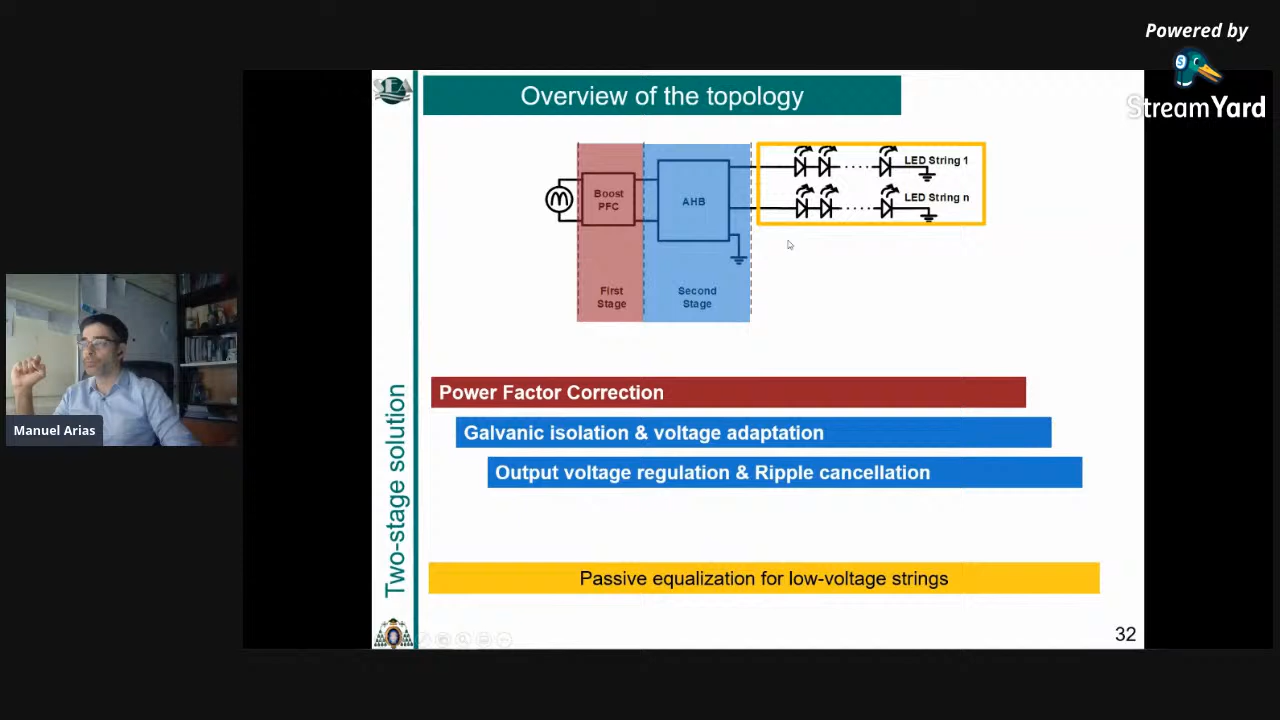 Powered by
StreamYard
SEA
Overview of the topology
Boost
PFC
AHB
LED String 1
LED String n
First
Stage
Second
Stage
Manuel Arias
Two-stage solution
Power Factor Correction
Galvanic isolation & voltage adaptation
Output voltage regulation & Ripple cancellation
Passive equalization for low-voltage strings
32